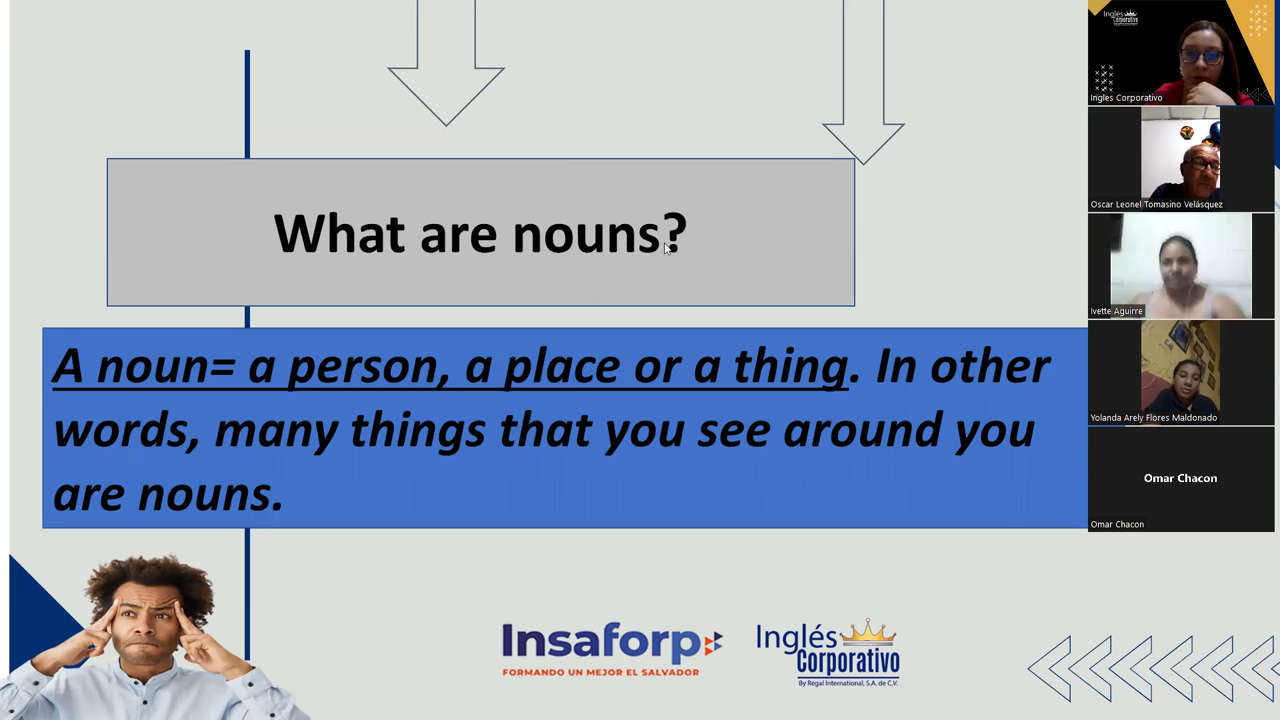 What are nouns?
A noun= a person, a place or a thing. In other
words, many things that you see around you
are nouns.
Insaforp
FORMANDO UN MEJOR EL SALVADOR
Inglés
Corporativo
By Regal International, S.A. de C.V.
Inglés
Corporativo
Ingles Corporativo
Oscar Leonel Tomasino Velásquez
Ivette Aguirre
Yolanda Arely Flores Maldonado
Omar Chacon
Omar Chacon